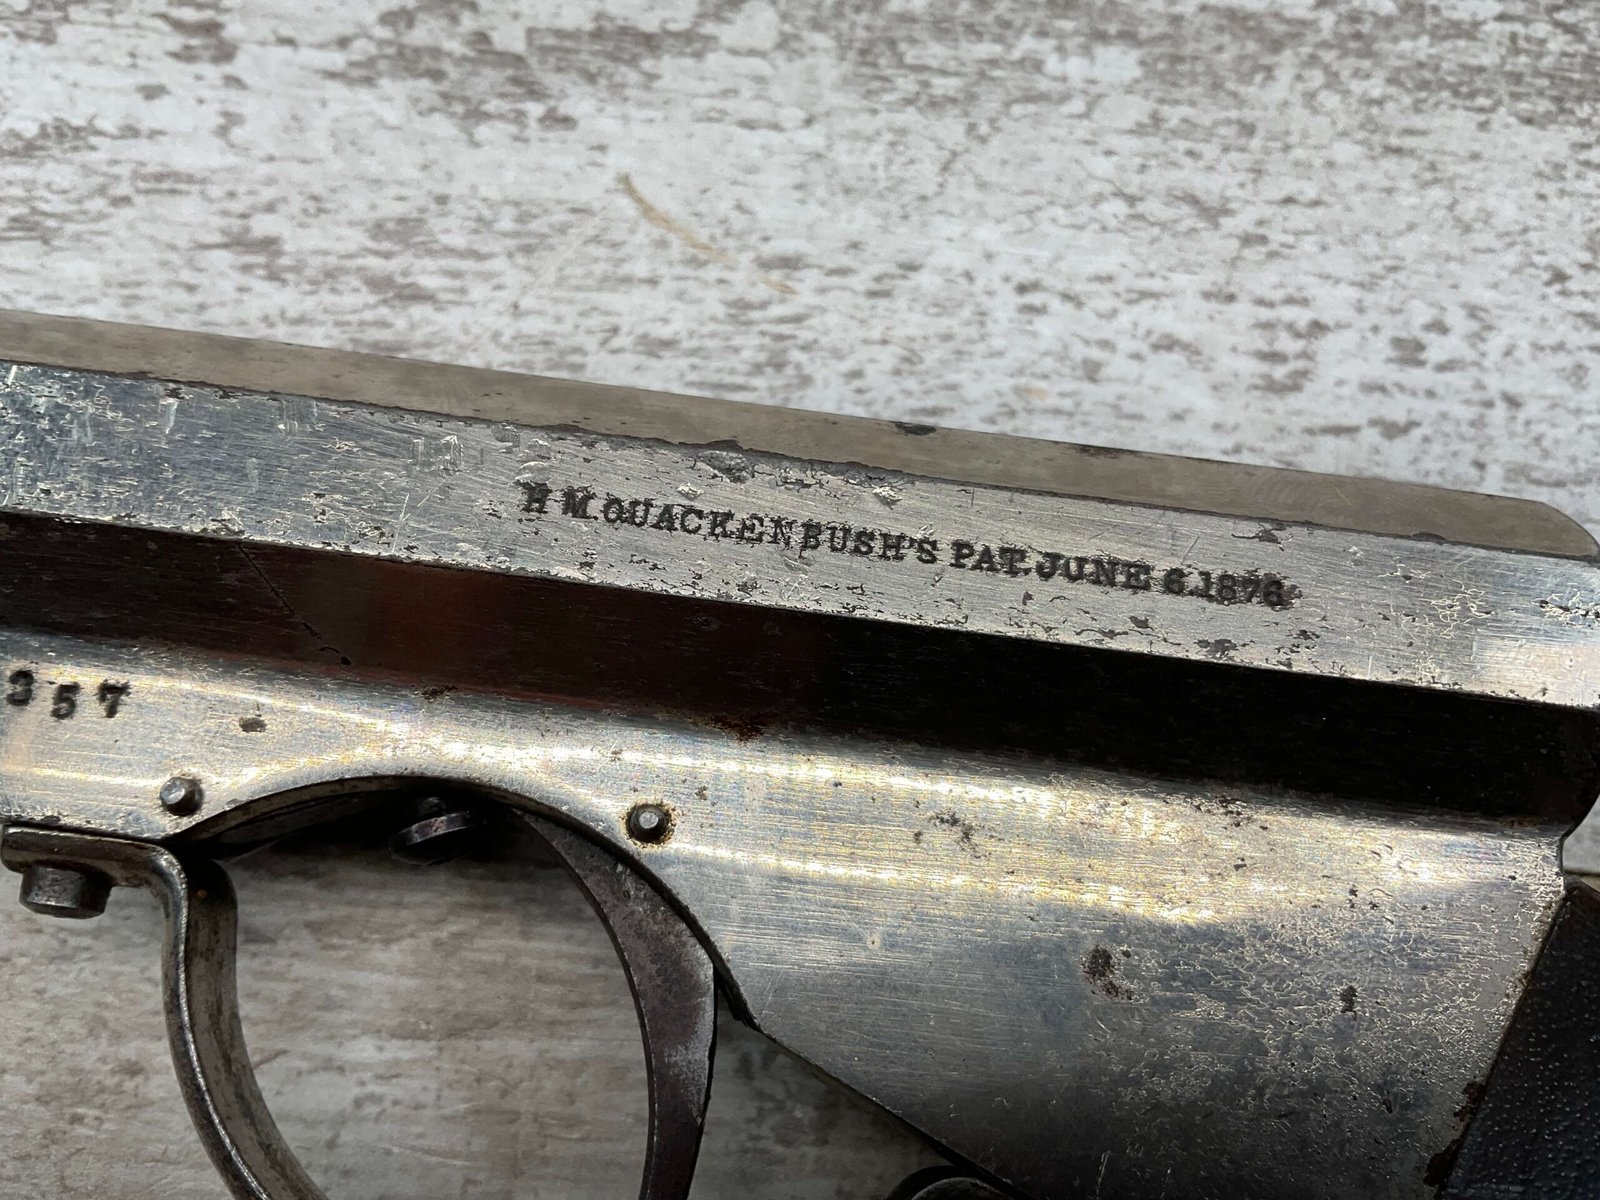 H.M.QUACKENBUSH'S PAT.JUNE 6.1876
357